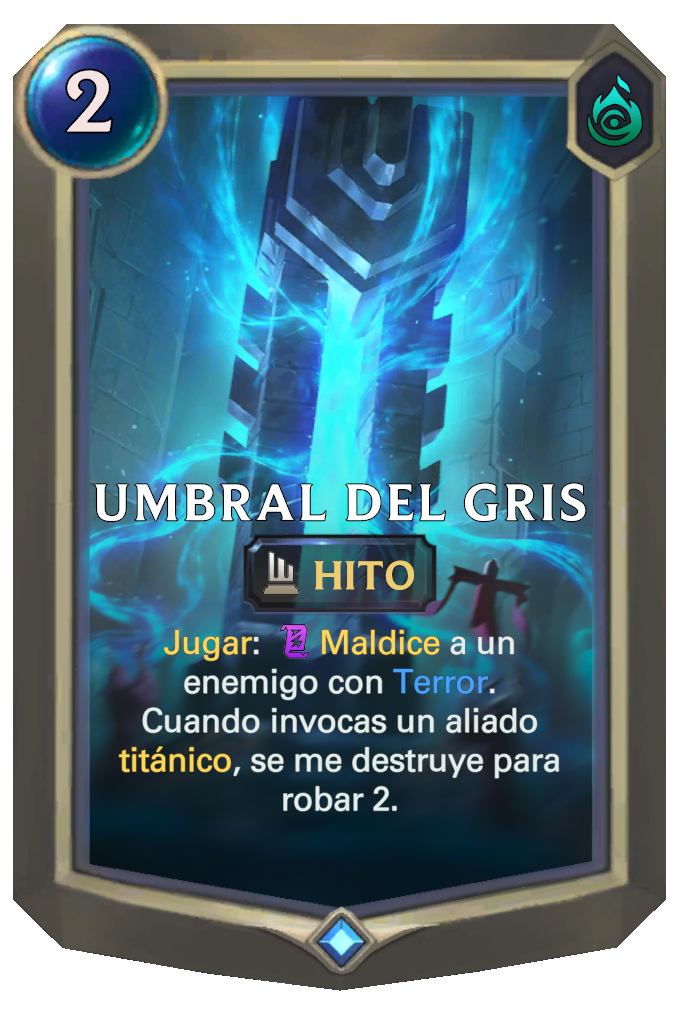 2
UMBRAL DEL GRIS
HITO
Jugar: Maldice a un
enemigo con Terror.
Cuando invocas un aliado
titánico, se me destruye para
robar 2.